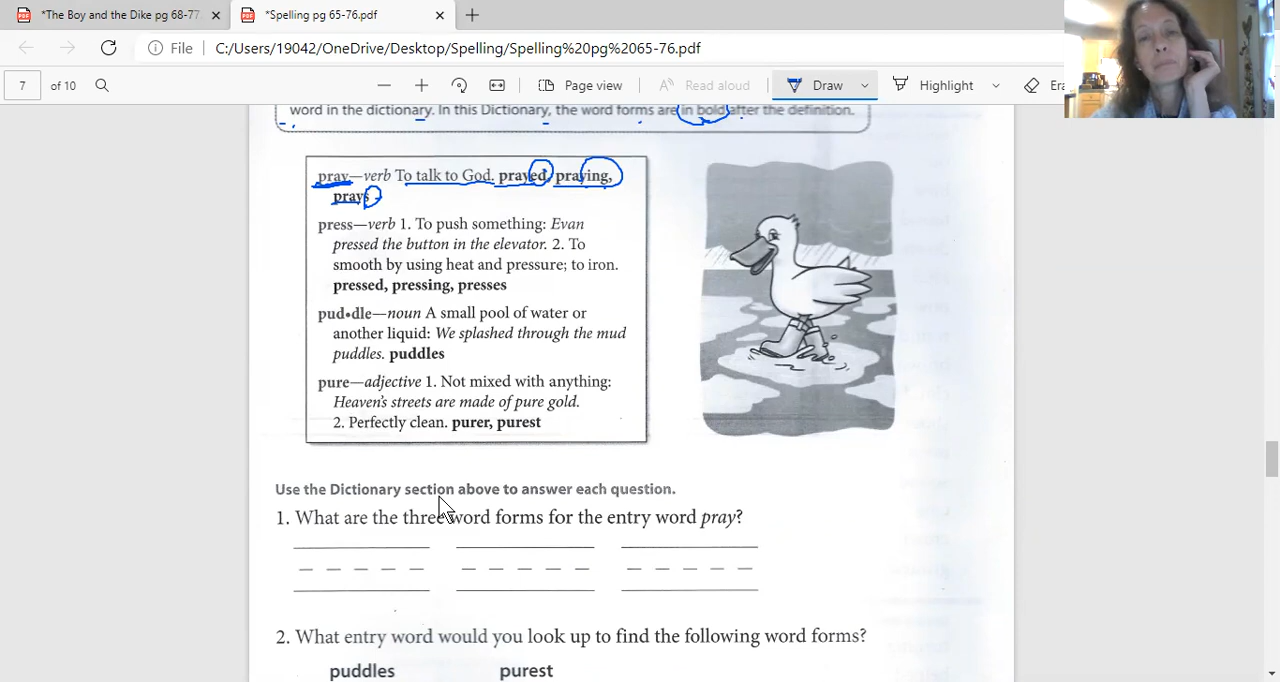 *The Boy and the Dike pg 68-77.
*Spelling pg 65-76.pdf
File
C:/Users/19042/OneDrive/Desktop/Spelling/Spelling%20pg%2065-76.pdf
7 of 10
Page view
Read aloud
Draw
Highlight
Era
word in the dictionary. In this Dictionary, the word forms are in bold after the definition.
pray—verb To talk to God. prayed, praying,
prays
press—verb 1. To push something: Evan
pressed the button in the elevator. 2. To
smooth by using heat and pressure; to iron.
pressed, pressing, presses
pud•dle—noun A small pool of water or
another liquid: We splashed through the mud
puddles. puddles
pure—adjective 1. Not mixed with anything:
Heaven's streets are made of pure gold.
2. Perfectly clean. purer, purest
Use the Dictionary section above to answer each question.
1. What are the three word forms for the entry word pray?
2. What entry word would you look up to find the following word forms?
puddles purest